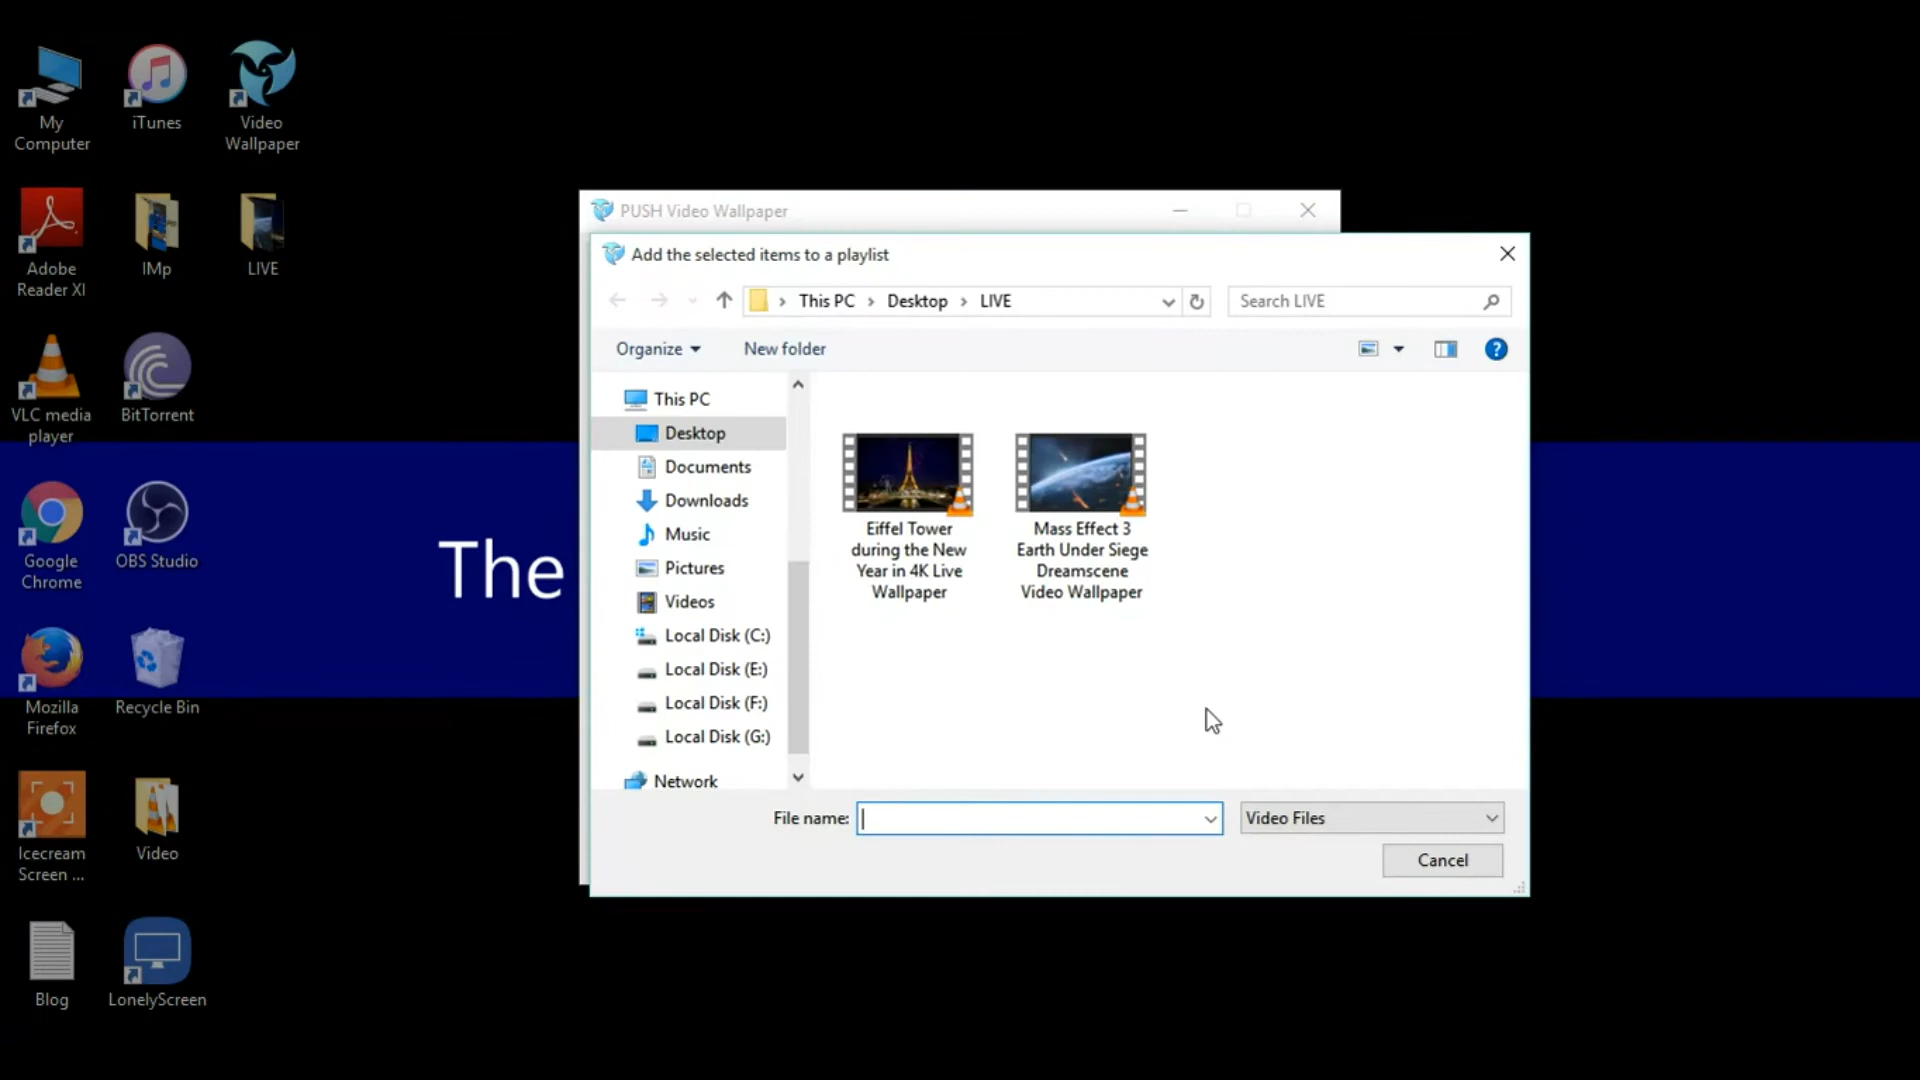 My
Computer
iTunes
Video
Wallpaper
Adobe
Reader XI
IMp
LIVE
VLC media
player
BitTorrent
Google
Chrome
OBS Studio
Mozilla
Firefox
Recycle Bin
Icecream
Screen ...
Video
Blog
LonelyScreen
The
PUSH Video Wallpaper
Add the selected items to a playlist
This PC
Desktop
LIVE
Search LIVE
Organize
New folder
?
This PC
Desktop
Documents
Downloads
Music
Pictures
Videos
Local Disk (C:)
Local Disk (E:)
Local Disk (F:)
Local Disk (G:)
Network
Eiffel Tower
during the New
Year in 4K Live
Wallpaper
Mass Effect 3
Earth Under Siege
Dreamscene
Video Wallpaper
File name:
Video Files
Cancel